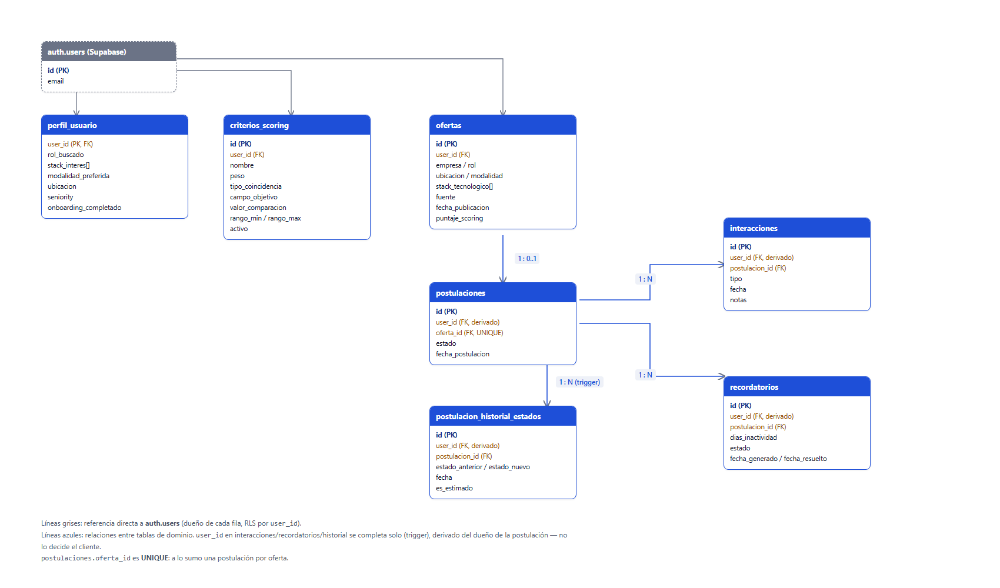 auth.users (Supabase)
id (PK)
email
perfil_usuario
user_id (PK, FK)
rol_buscado
stack_interes[]
modalidad_preferida
ubicacion
seniority
onboarding_completado
criterios_scoring
id (PK)
user_id (FK)
nombre
peso
tipo_coincidencia
campo_objetivo
valor_comparacion
rango_min / rango_max
activo
ofertas
id (PK)
user_id (FK)
empresa / rol
ubicacion / modalidad
stack_tecnologico[]
fuente
fecha_publicacion
puntaje_scoring
1 : 0..1
postulaciones
id (PK)
user_id (FK, derivado)
oferta_id (FK, UNIQUE)
estado
fecha_postulacion
1 : N
interacciones
id (PK)
user_id (FK, derivado)
postulacion_id (FK)
tipo
fecha
notas
1 : N
recordatorios
id (PK)
user_id (FK, derivado)
postulacion_id (FK)
dias_inactividad
estado
fecha_generado / fecha_resuelto
1 : N (trigger)
postulacion_historial_estados
id (PK)
user_id (FK, derivado)
postulacion_id (FK)
estado_anterior / estado_nuevo
fecha
es_estimado
Líneas grises: referencia directa a auth.users (dueño de cada fila, RLS por user_id).
Líneas azules: relaciones entre tablas de dominio. user_id en interacciones/recordatorios/historial se completa solo (trigger), derivado del dueño de la postulación — no
lo decide el cliente.
postulaciones.oferta_id es UNIQUE: a lo sumo una postulación por oferta.